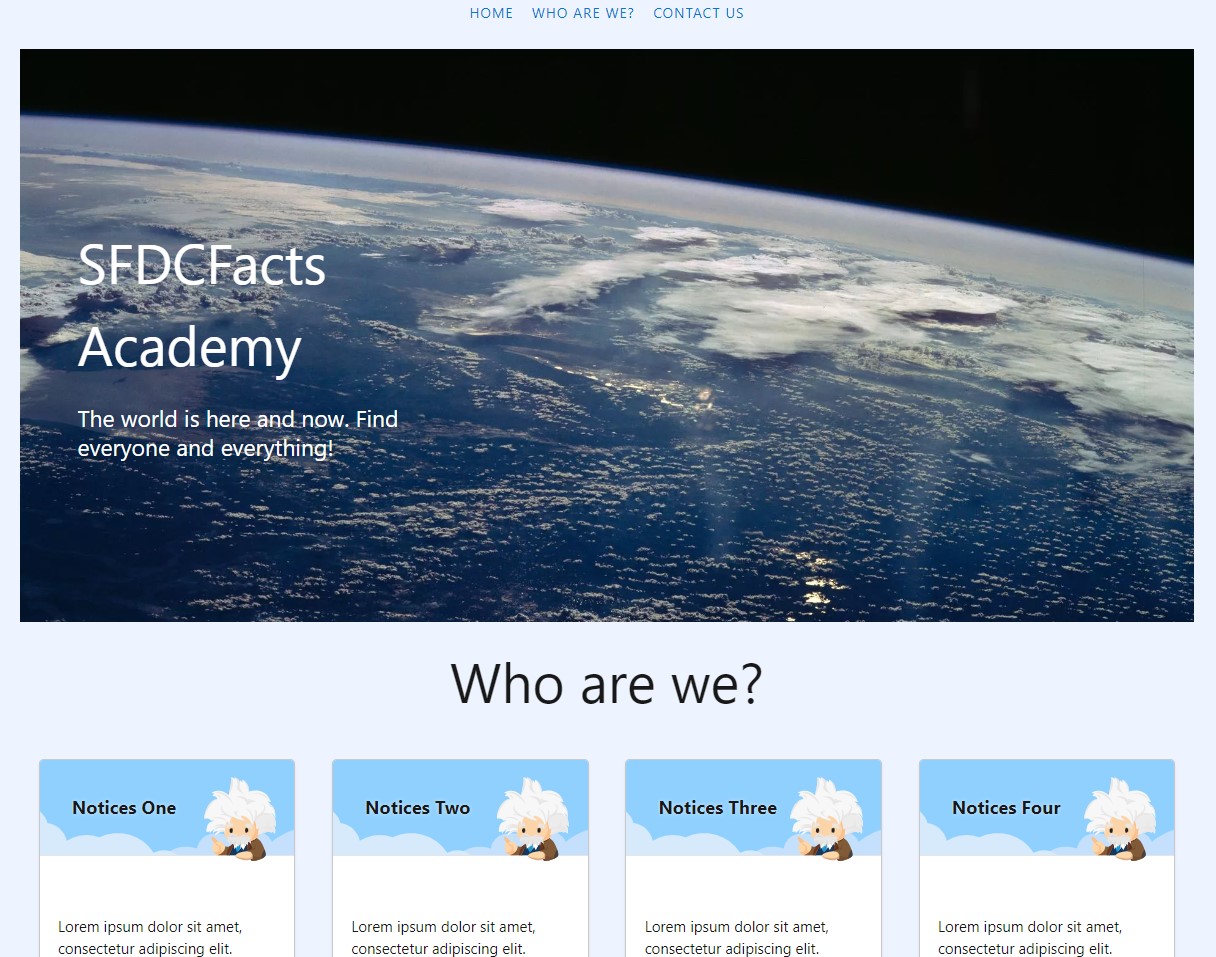 HOME WHO ARE WE? CONTACT US
SFDCFacts
Academy
The world is here and now. Find
everyone and everything!
Who are we?
Notices One
Lorem ipsum dolor sit amet,
consectetur adipiscing elit.
Notices Two
Lorem ipsum dolor sit amet,
consectetur adipiscing elit.
Notices Three
Lorem ipsum dolor sit amet,
consectetur adipiscing elit.
Notices Four
Lorem ipsum dolor sit amet,
consectetur adipiscing elit.